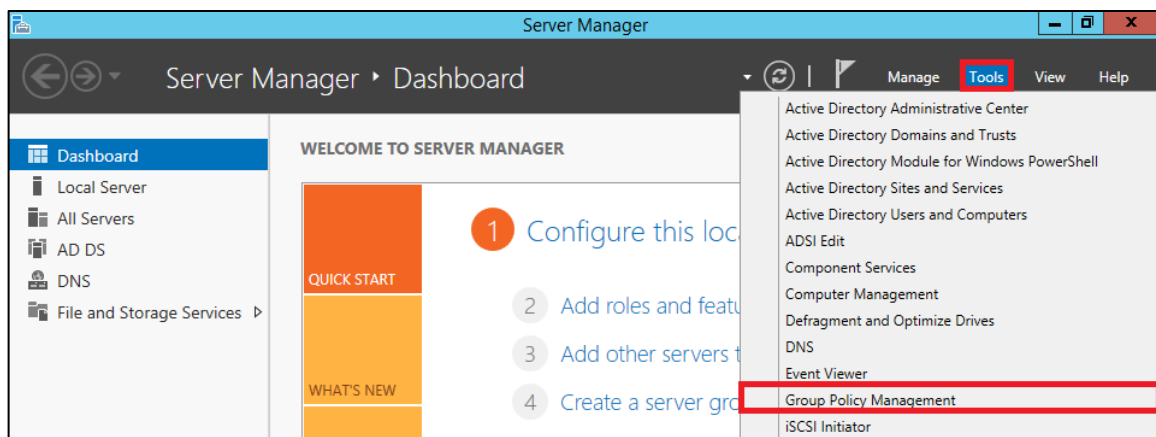 Server Manager
Server Manager ‣ Dashboard
Manage Tools View Help
Dashboard
Local Server
All Servers
AD DS
DNS
File and Storage Services
WELCOME TO SERVER MANAGER
QUICK START
WHAT'S NEW
1 Configure this loc
2 Add roles and featu
3 Add other servers t
4 Create a server gro
Active Directory Administrative Center
Active Directory Domains and Trusts
Active Directory Module for Windows PowerShell
Active Directory Sites and Services
Active Directory Users and Computers
ADSI Edit
Component Services
Computer Management
Defragment and Optimize Drives
DNS
Event Viewer
Group Policy Management
iSCSI Initiator